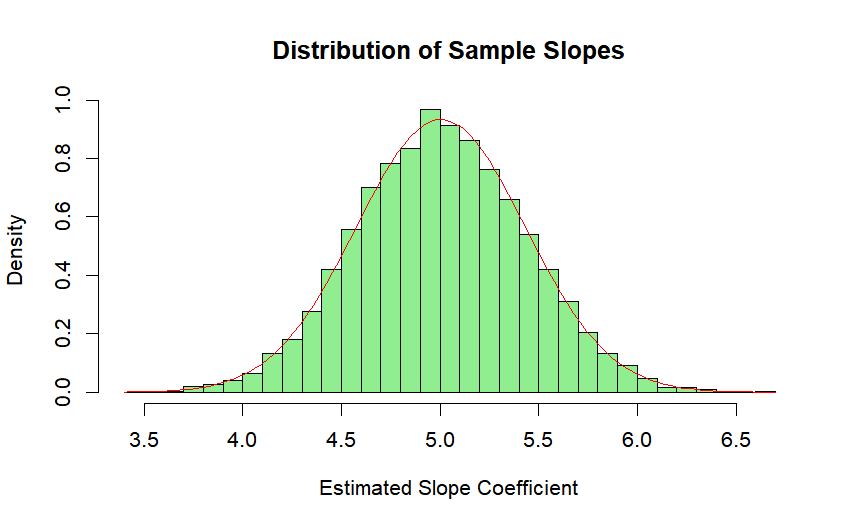 Distribution of Sample Slopes
Density
0.0 0.2 0.4 0.6 0.8 1.0
3.5 4.0 4.5 5.0 5.5 6.0 6.5
Estimated Slope Coefficient